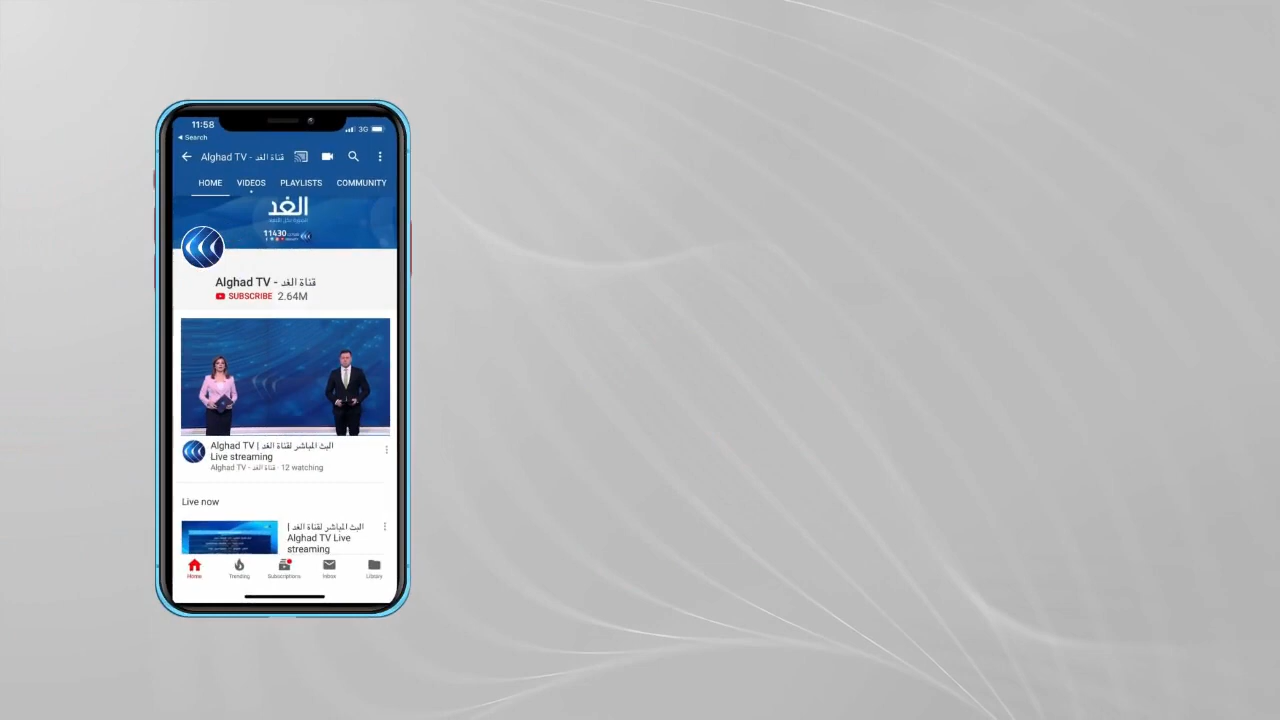 11:58
3G
Search
Alghad TV - قناة الغد
HOME VIDEOS PLAYLISTS COMMUNITY
الغد
11430
Alghad TV - قناة الغد
SUBSCRIBE 2.64M
Alghad TV | البث المباشر لقناة الغد
Live streaming
Alghad TV - قناة الغد · 12 watching
Live now
البث المباشر لقناة الغد |
Alghad TV Live
streaming
Home Trending Subscriptions Inbox Library